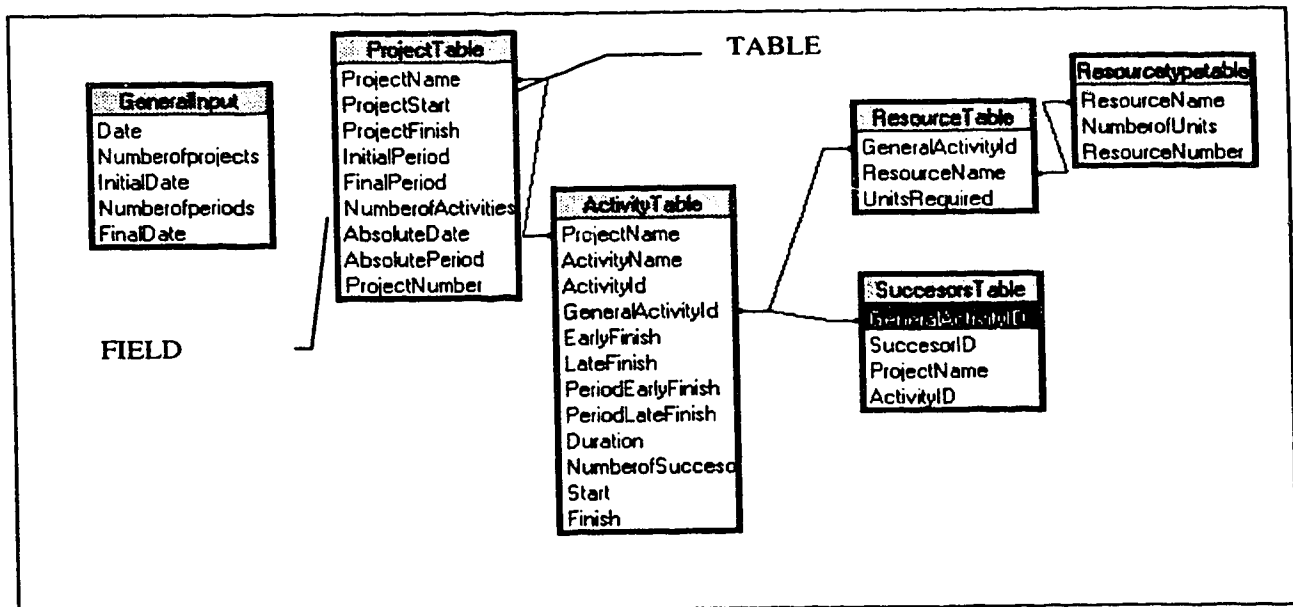 TABLE
FIELD
GeneralInput
Date
Numberofprojects
InitialDate
Numberofperiods
FinalDate
ProjectTable
ProjectName
ProjectStart
ProjectFinish
InitialPeriod
FinalPeriod
NumberofActivities
AbsoluteDate
AbsolutePeriod
ProjectNumber
ActivityTable
ProjectName
ActivityName
ActivityId
GeneralActivityId
EarlyFinish
LateFinish
PeriodEarlyFinish
PeriodLateFinish
Duration
NumberofSucceso
Start
Finish
ResourceTable
GeneralActivityId
ResourceName
UnitsRequired
Resourcetypetable
ResourceName
NumberofUnits
ResourceNumber
SuccesorsTable
GeneralActivityID
SuccesorID
ProjectName
ActivityID